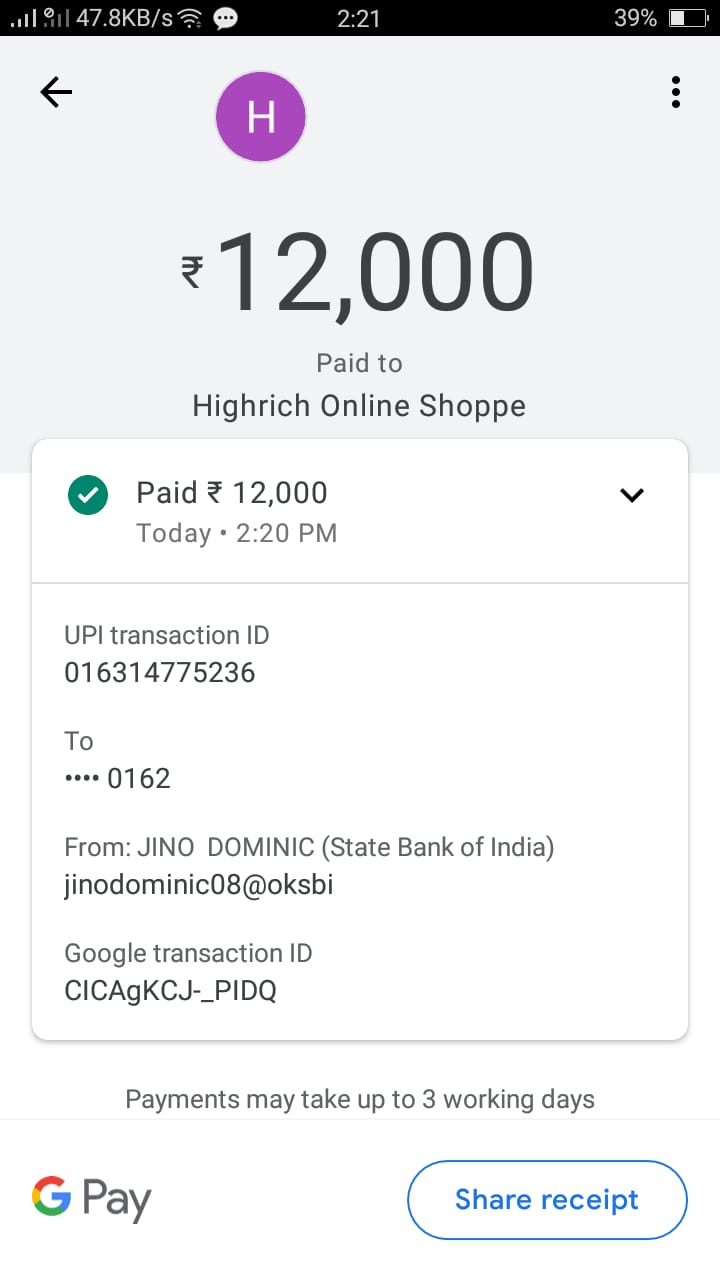 47.8KB/s 2:21 39%
H
₹12,000
Paid to
Highrich Online Shoppe
Paid ₹ 12,000
Today • 2:20 PM
UPI transaction ID
016314775236
To
•••• 0162
From: JINO  DOMINIC (State Bank of India)
jinodominic08@oksbi
Google transaction ID
CICAgKCJ-_PIDQ
Payments may take up to 3 working days
G Pay
Share receipt